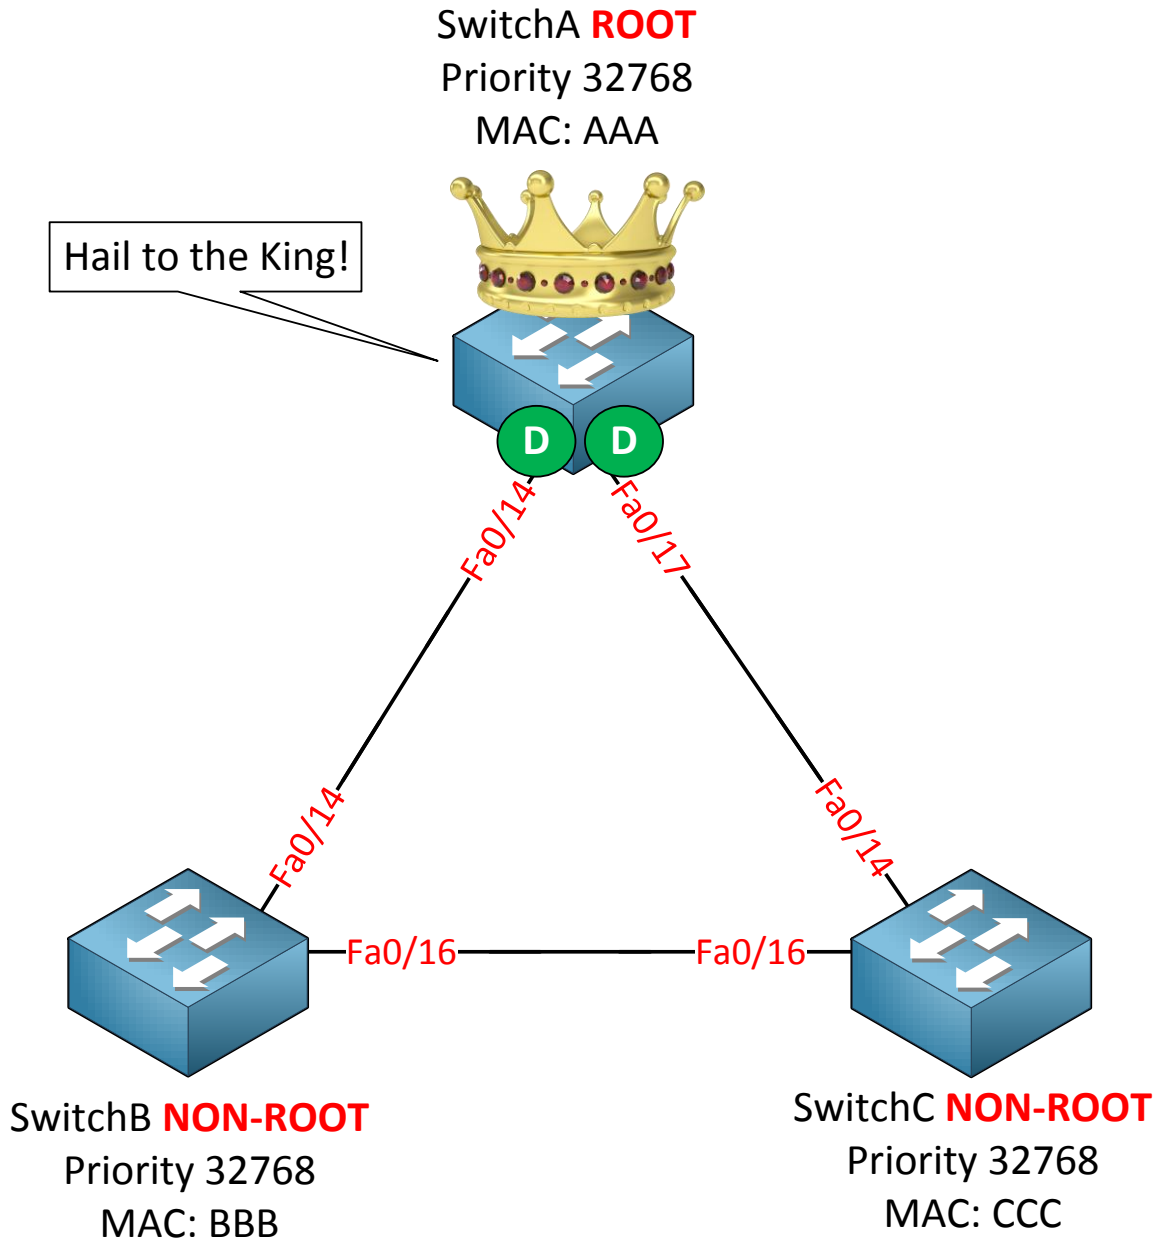 SwitchA ROOT
Priority 32768
MAC: AAA
Hail to the King!
D
D
Fa0/14
Fa0/17
Fa0/14
Fa0/14
Fa0/16
Fa0/16
SwitchB NON-ROOT
Priority 32768
MAC: BBB
SwitchC NON-ROOT
Priority 32768
MAC: CCC